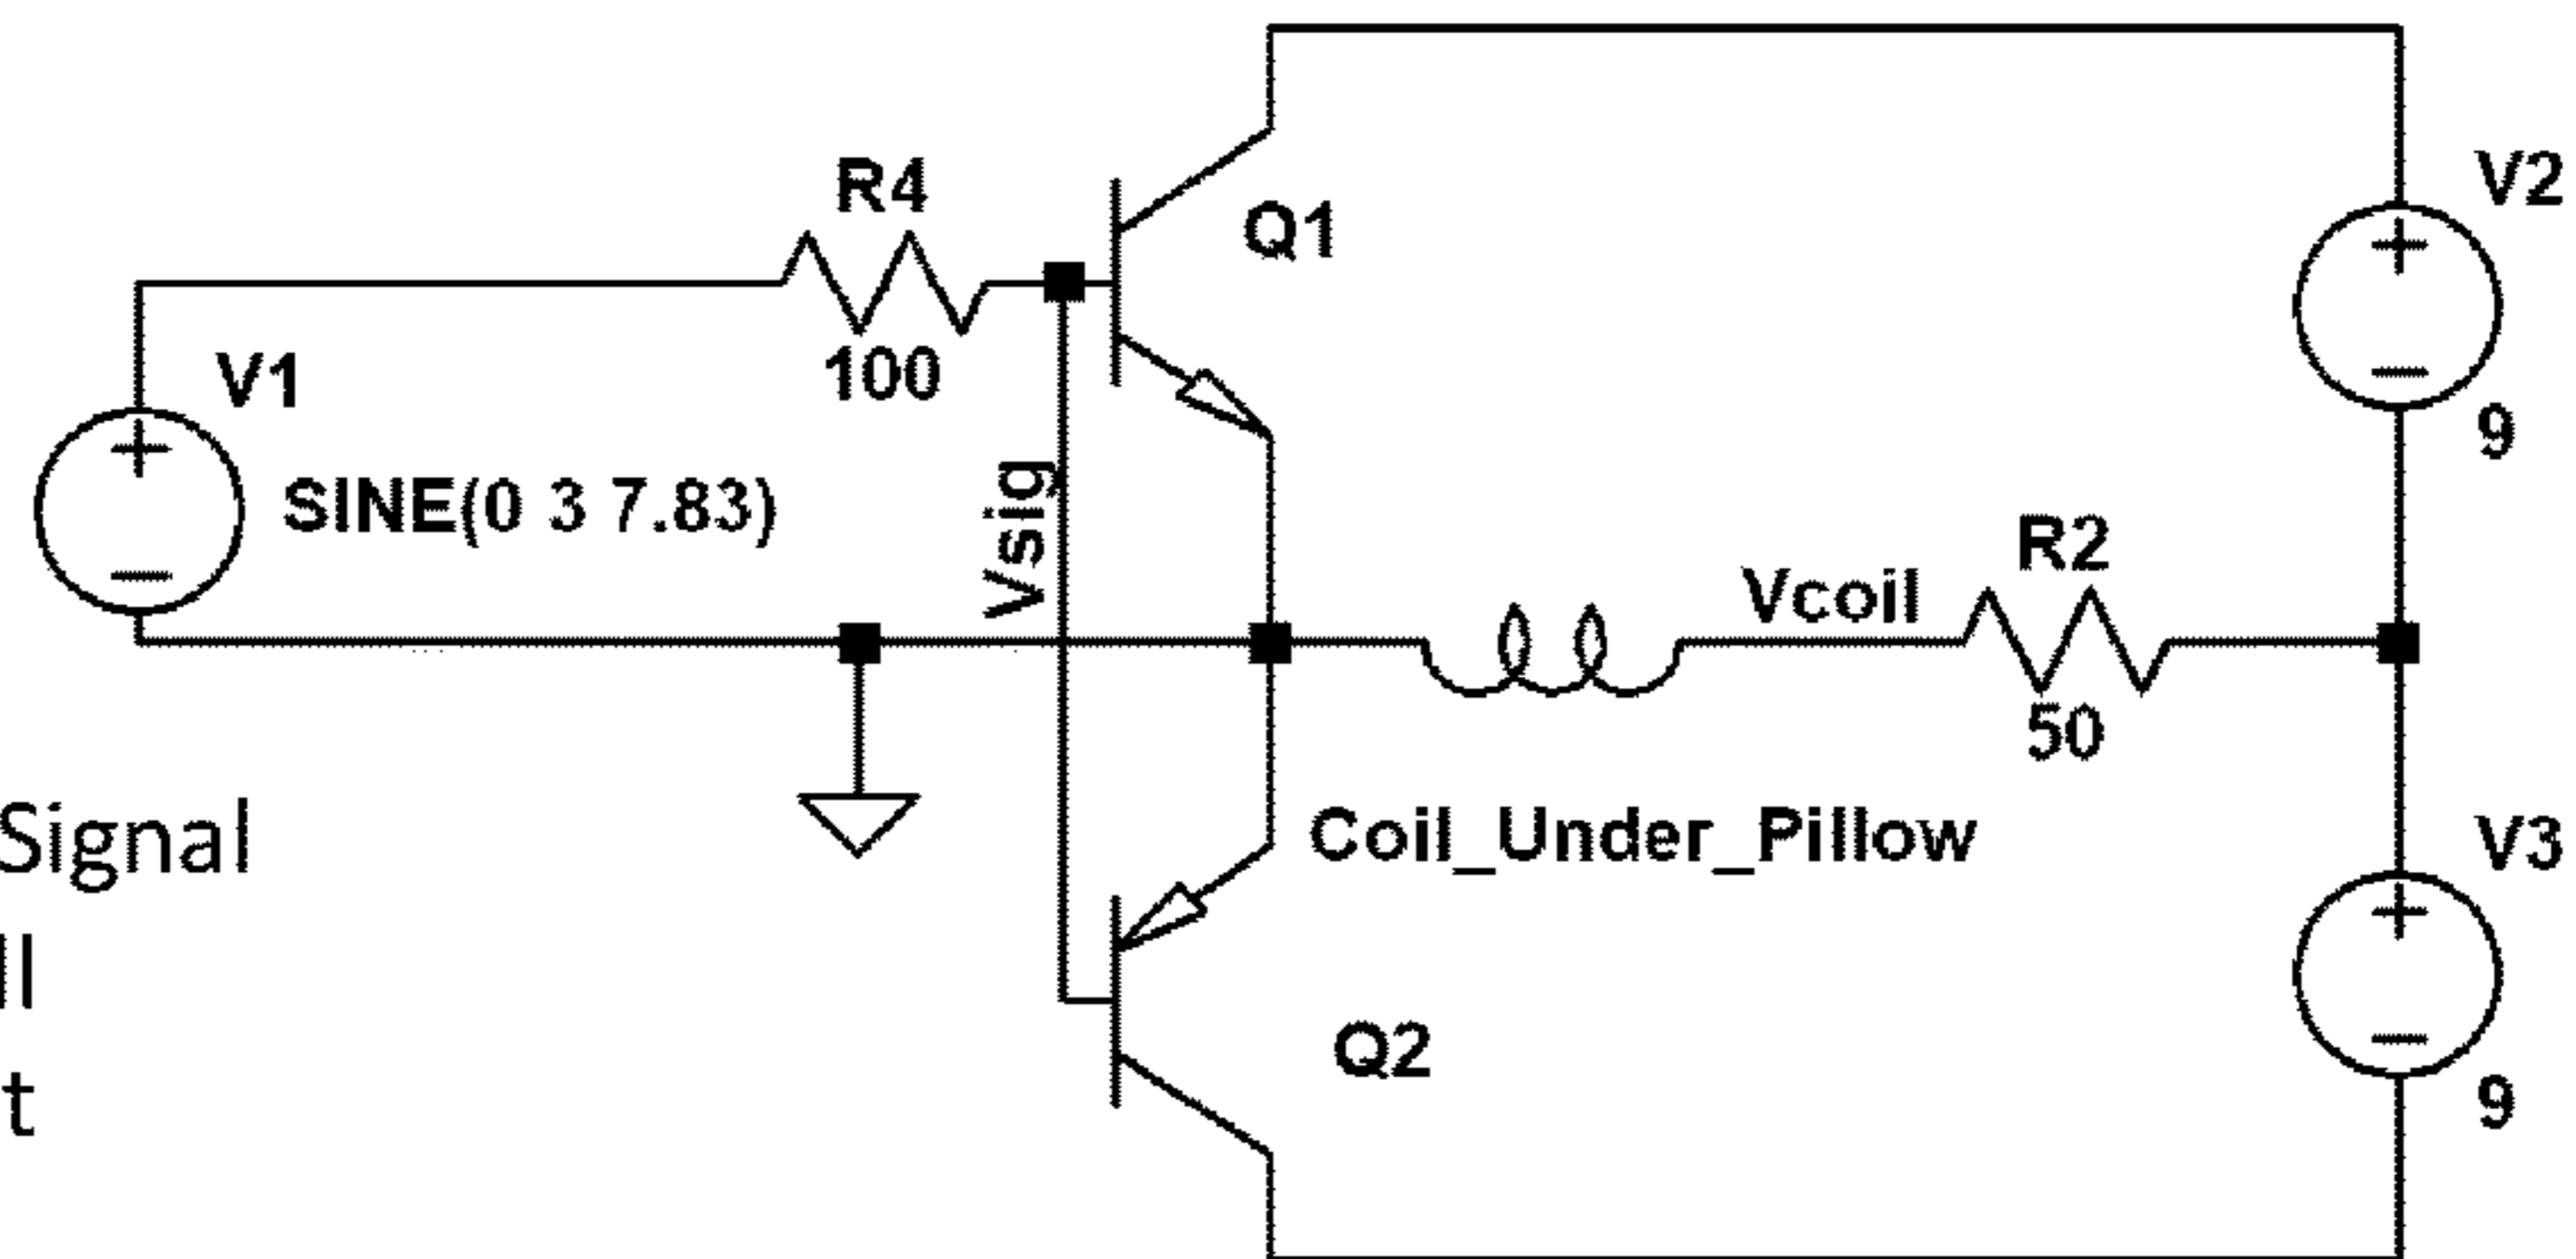 R4
100
Q1
V2
9
V1
SINE(0 3 7.83)
Vsig
Vcoil
R2
50
Coil_Under_Pillow
Signal
ll
t
Q2
V3
9